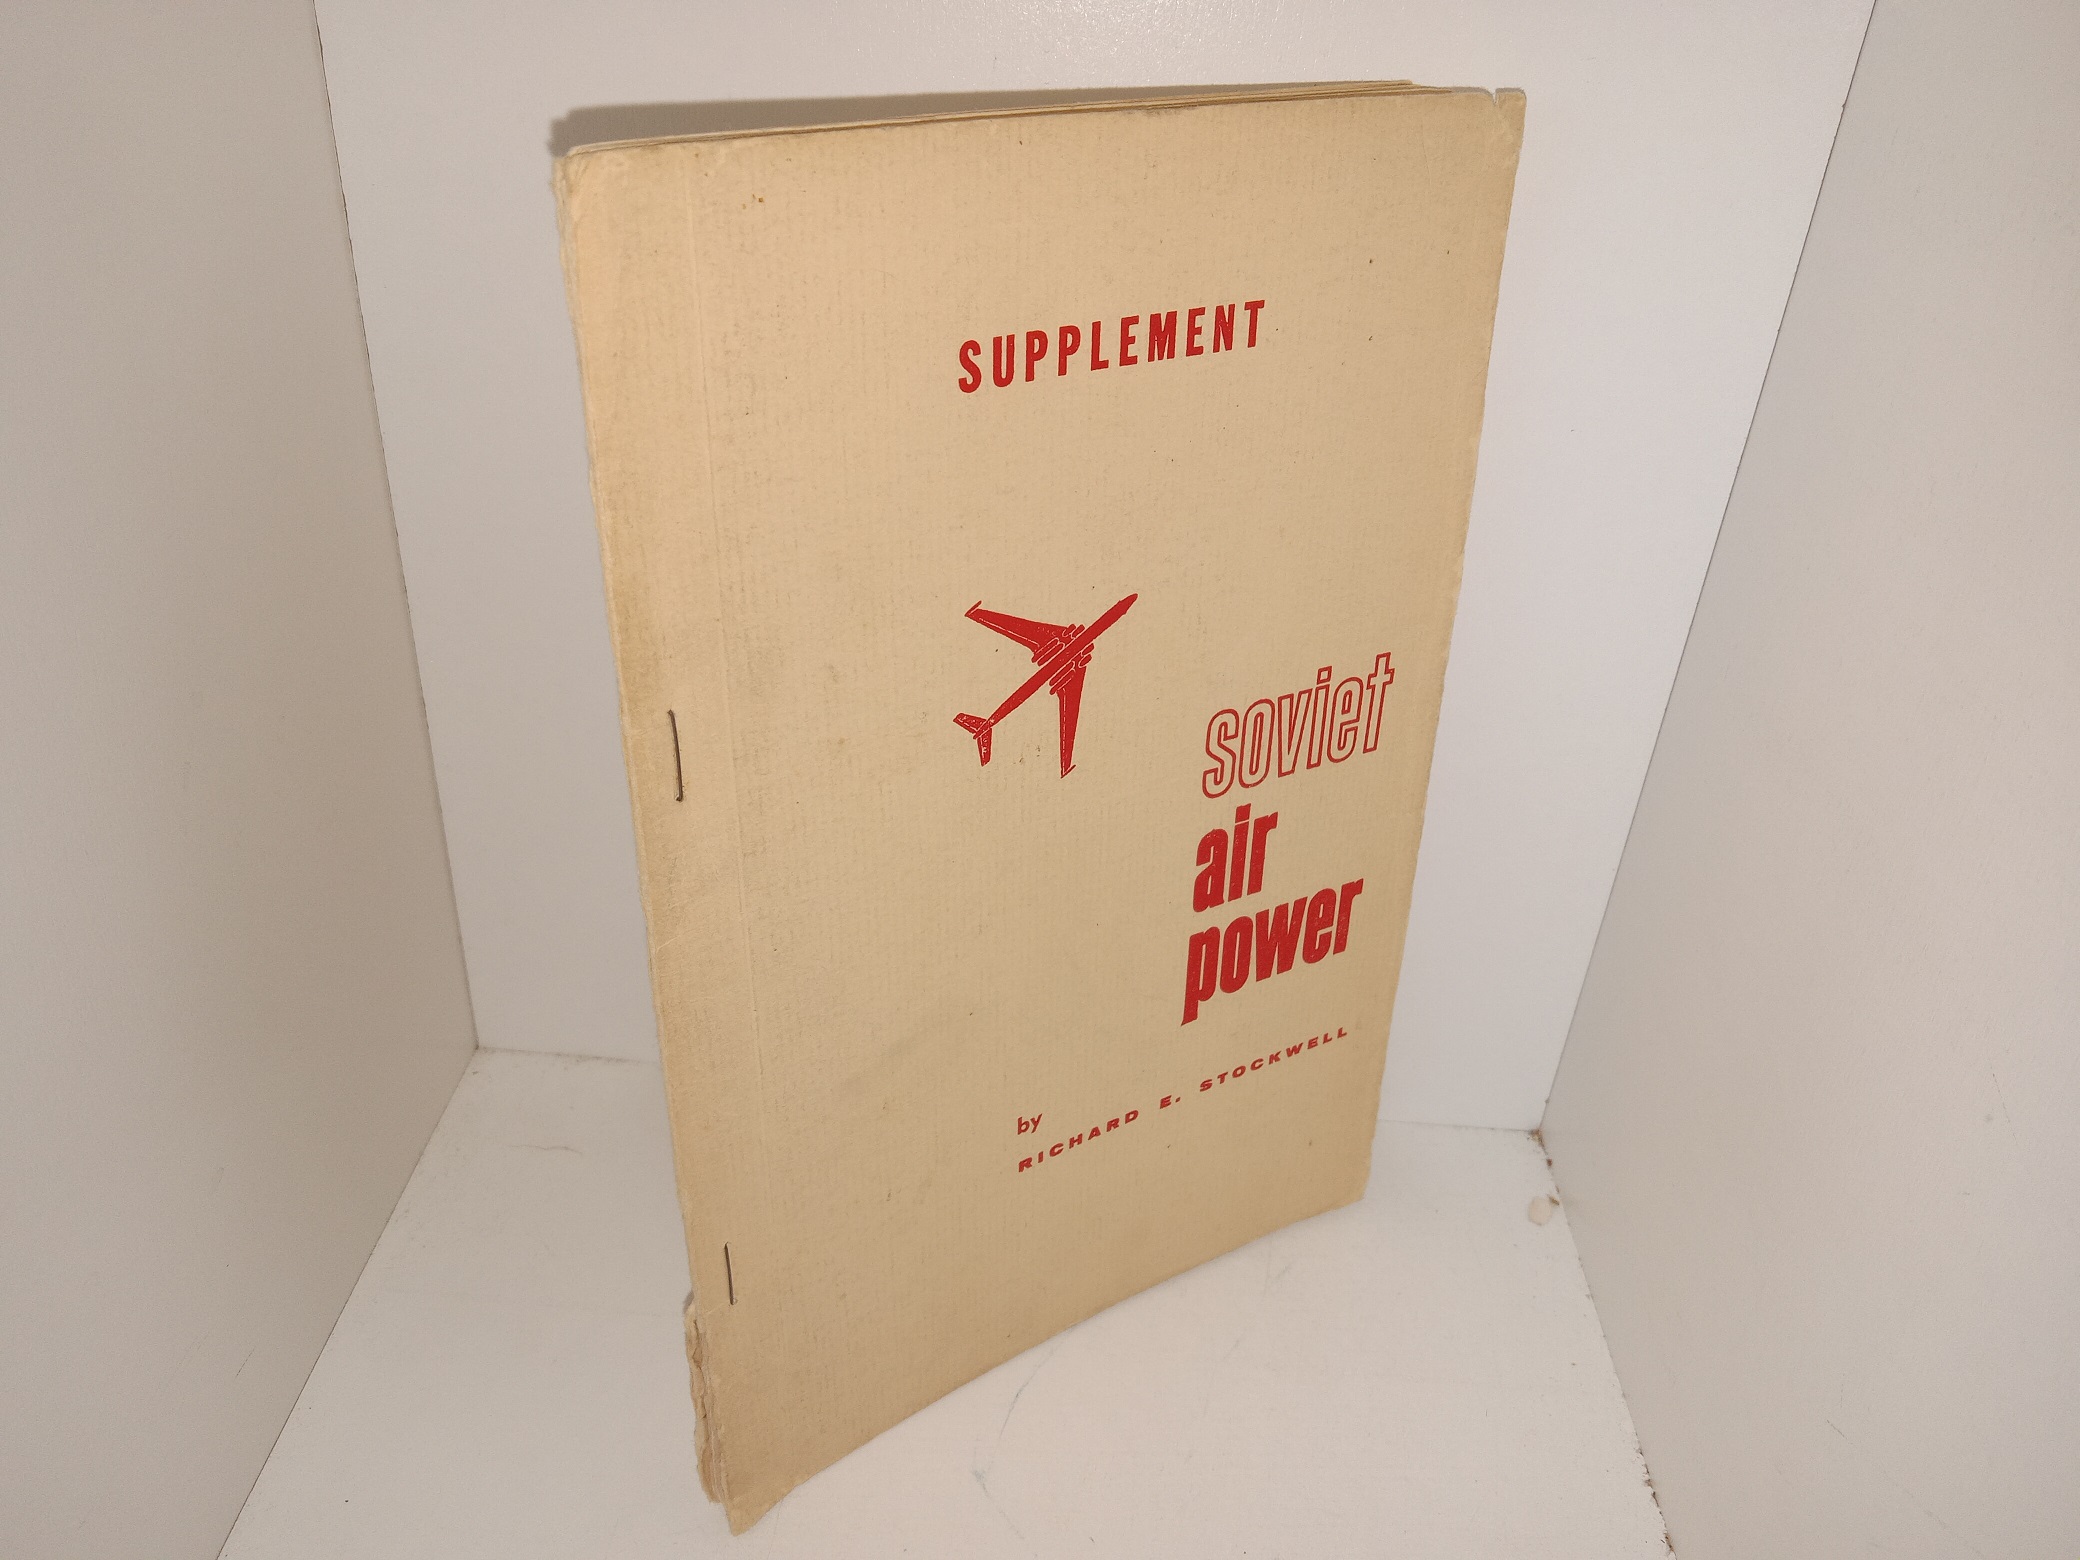 SUPPLEMENT
soviet
air
power
by
RICHARD E. STOCKWELL